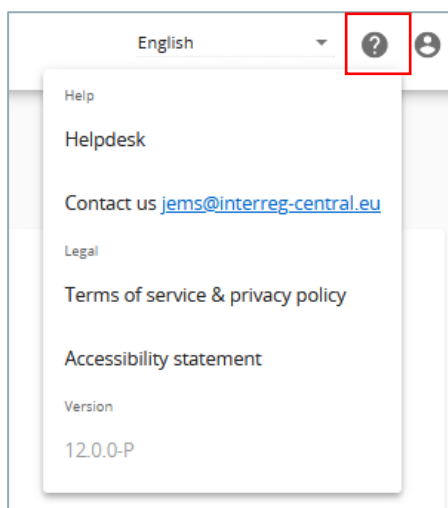 English
Help
Helpdesk
Contact us jems@interreg-central.eu
Legal
Terms of service & privacy policy
Accessibility statement
Version
12.0.0-P